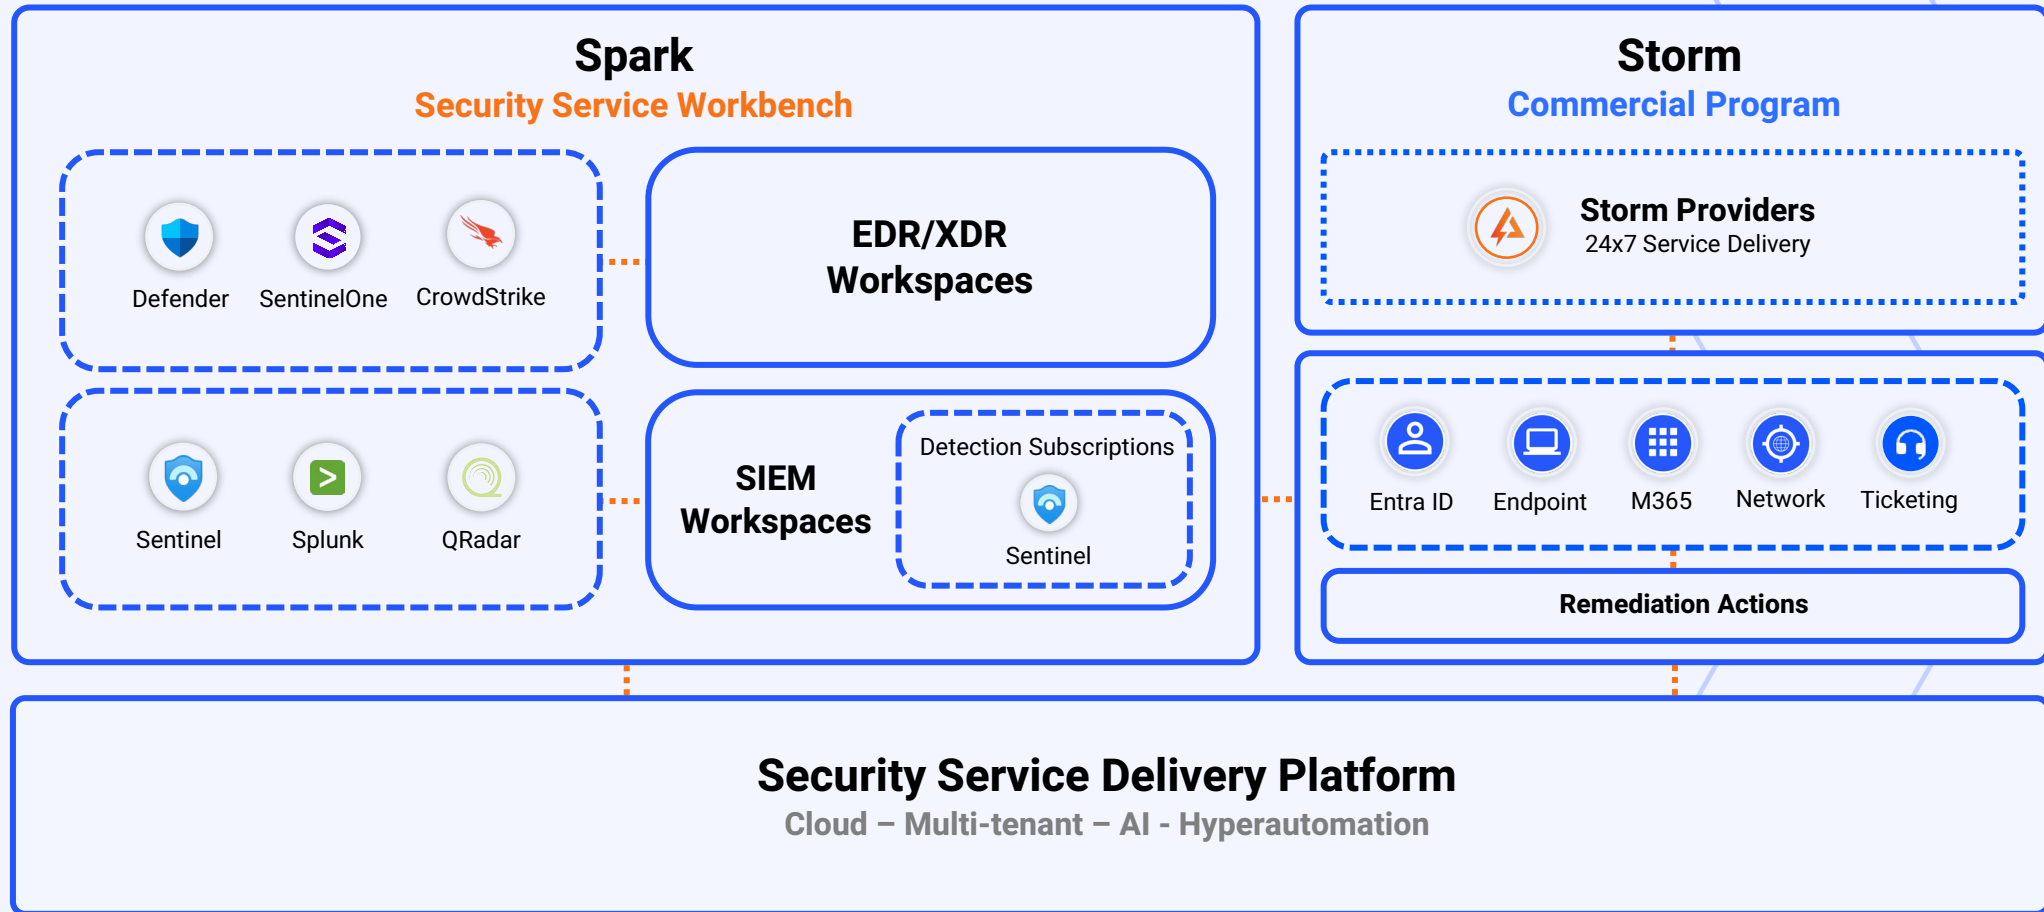 Spark
Security Service Workbench
Defender
SentinelOne
CrowdStrike
EDR/XDR
Workspaces
Sentinel
Splunk
QRadar
SIEM
Workspaces
Detection Subscriptions
Sentinel
Storm
Commercial Program
Storm Providers
24x7 Service Delivery
Entra ID
Endpoint
M365
Network
Ticketing
Remediation Actions
Security Service Delivery Platform
Cloud – Multi-tenant – AI - Hyperautomation